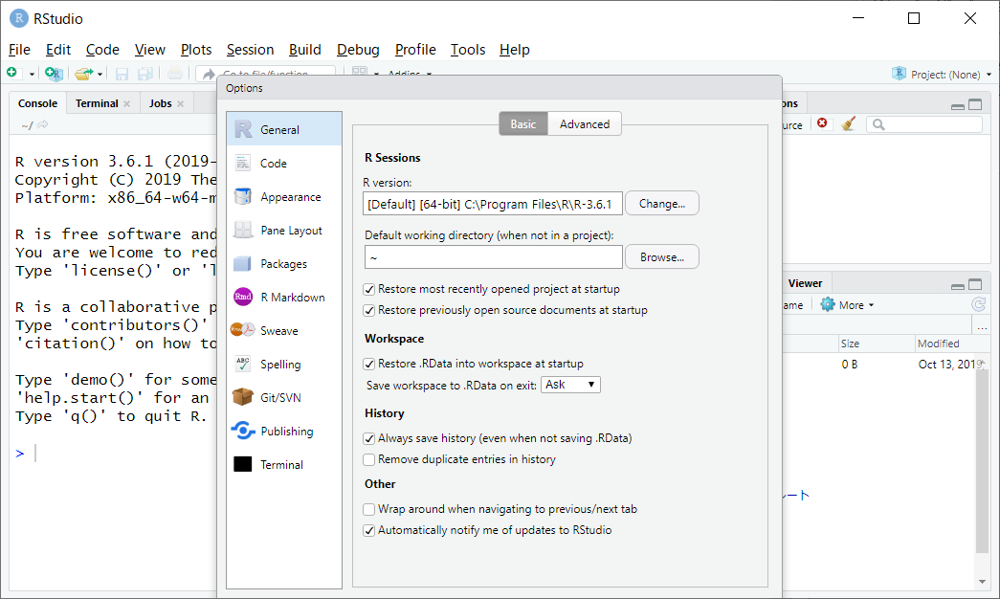 RStudio
File Edit Code View Plots Session Build Debug Profile Tools Help
Go to file/function Addins Project: (None)
Console Terminal Jobs
~/
R version 3.6.1 (2019-
Copyright (C) 2019 The
Platform: x86_64-w64-m
R is free software and
You are welcome to red
Type 'license()' or 'l
R is a collaborative p
Type 'contributors()'
'citation()' on how to
Type 'demo()' for some
'help.start()' for an
Type 'q()' to quit R.
>
Options
General
Code
Appearance
Pane Layout
Packages
R Markdown
Sweave
Spelling
Git/SVN
Publishing
Terminal
Basic Advanced
R Sessions
R version:
[Default] [64-bit] C:\Program Files\R\R-3.6.1 Change...
Default working directory (when not in a project):
~ Browse...
Restore most recently opened project at startup
Restore previously open source documents at startup
Workspace
Restore .RData into workspace at startup
Save workspace to .RData on exit: Ask
History
Always save history (even when not saving .RData)
Remove duplicate entries in history
Other
Wrap around when navigating to previous/next tab
Automatically notify me of updates to RStudio
ons
ource
Viewer
ame More
...
Size Modified
0 B Oct 13, 2019
ート